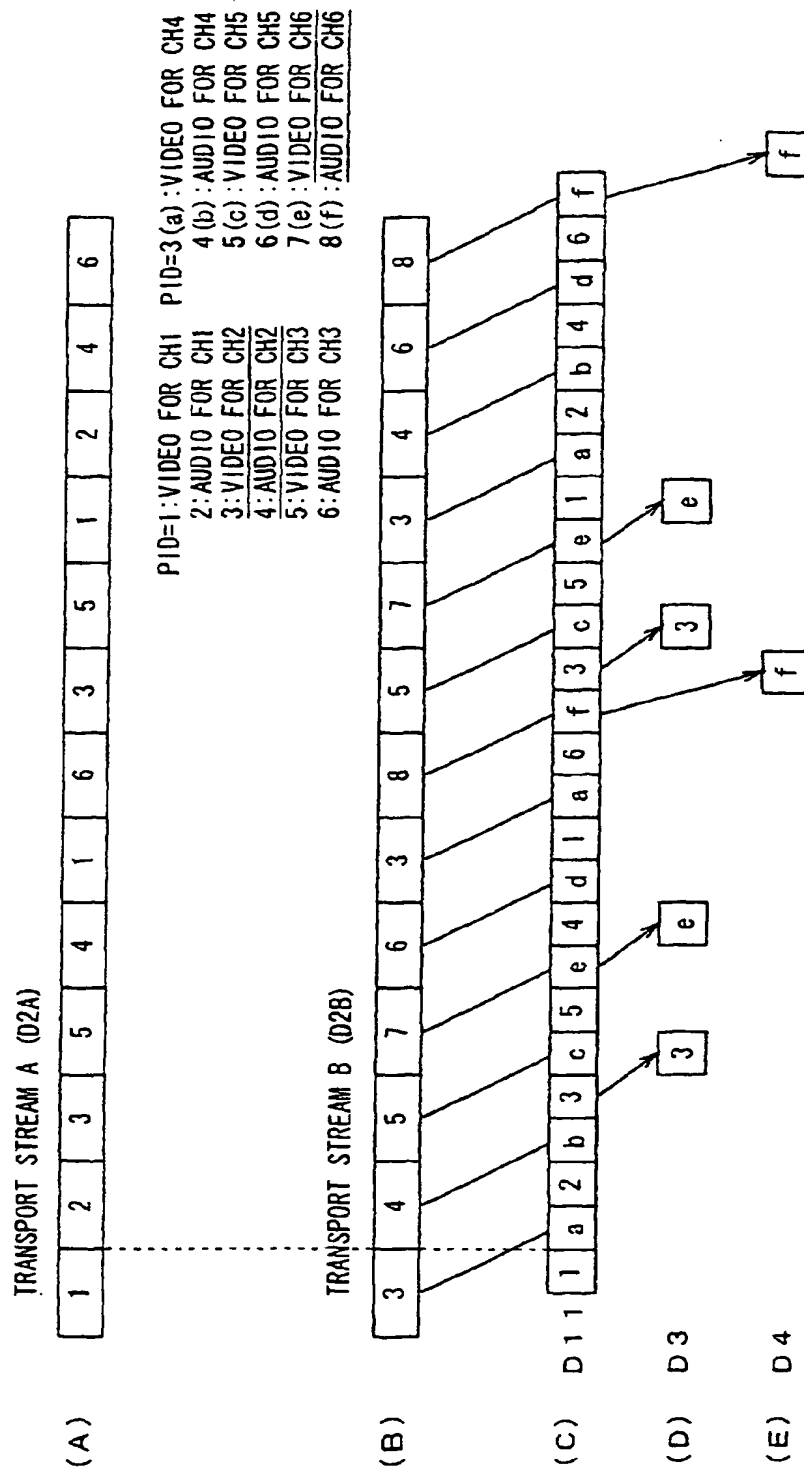 TRANSPORT STREAM A (D2A)
(A) 1 2 3 5 4 1 6 3 5 1 2 4 6
PID=1:VIDEO FOR CH1
2:AUDIO FOR CH1
3:VIDEO FOR CH2
4:AUDIO FOR CH2
5:VIDEO FOR CH3
6:AUDIO FOR CH3
PID=3(a):VIDEO FOR CH4
4(b):AUDIO FOR CH4
5(c):VIDEO FOR CH5
6(d):AUDIO FOR CH5
7(e):VIDEO FOR CH6
8(f):AUDIO FOR CH6
TRANSPORT STREAM B (D2B)
(B) 3 4 5 7 6 3 8 5 7 3 4 6 8
(C) D11 1 a 2 b 3 c 5 e 4 d 1 a 6 f 3 c 5 e 1 a 2 b 4 d 6 f
(D) D3 3 e 3 e
(E) D4 f f